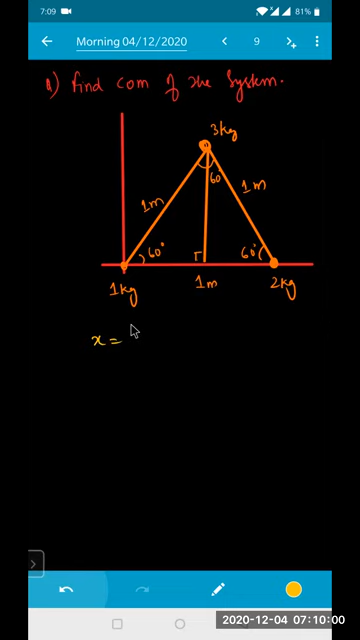 7:09 81%
Morning 04/12/2020 9
Q) Find com of the system.
3kg
60
1m 1m
60° 60°
1kg 1m 2kg
x =
2020-12-04 07:10:00